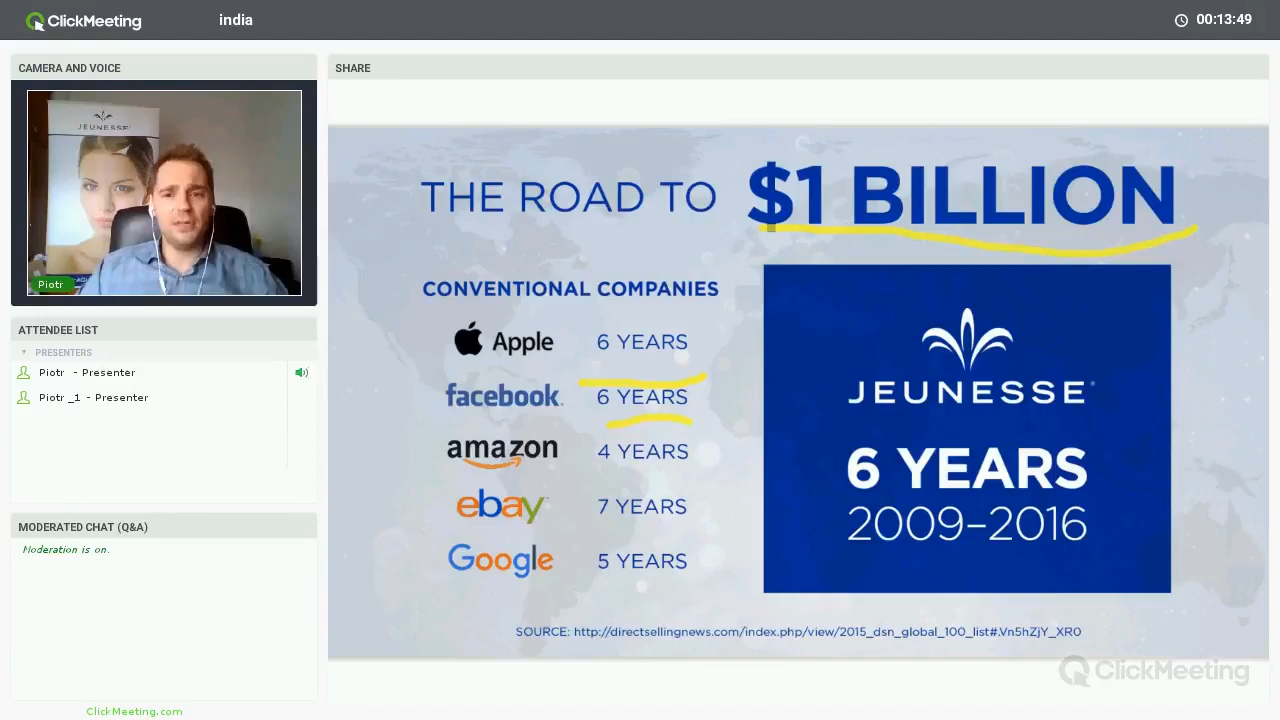 ClickMeeting
india
00:13:49
CAMERA AND VOICE
JEUNESSE
Piotr
ATTENDEE LIST
PRESENTERS
Piotr - Presenter
Piotr _1 - Presenter
MODERATED CHAT (Q&A)
Moderation is on.
ClickMeeting.com
SHARE
THE ROAD TO $1 BILLION
CONVENTIONAL COMPANIES
Apple 6 YEARS
facebook. 6 YEARS
amazon 4 YEARS
ebay 7 YEARS
Google 5 YEARS
JEUNESSE
6 YEARS
2009–2016
SOURCE: http://directsellingnews.com/index.php/view/2015_dsn_global_100_list#.Vn5hZjY_XR0
ClickMeeting